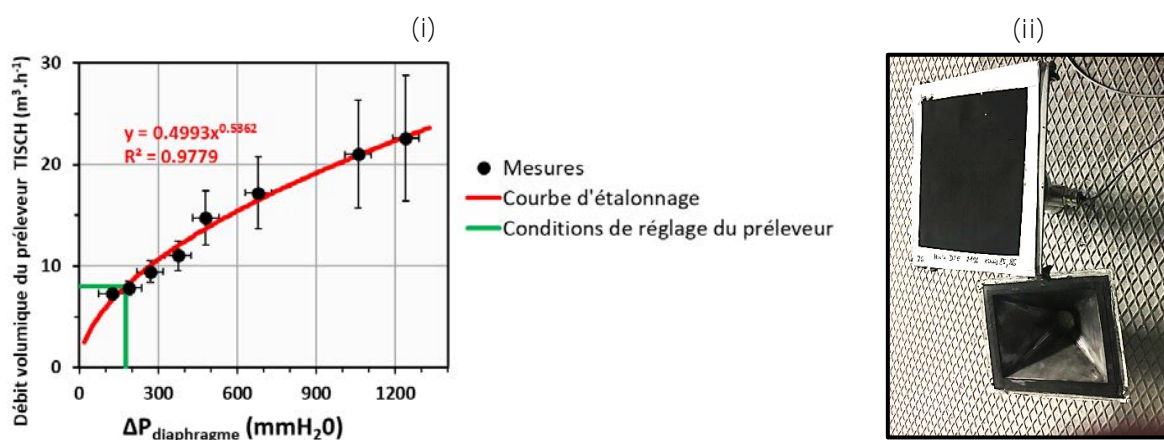 (i)
(ii)
30
20
10
0
Débit volumique du préleveur TISCH (m³.h⁻¹)
y = 0.4993x^0.5362
R² = 0.9779
0 300 600 900 1200
ΔP_diaphragme (mmH₂0)
Mesures
Courbe d'étalonnage
Conditions de réglage du préleveur